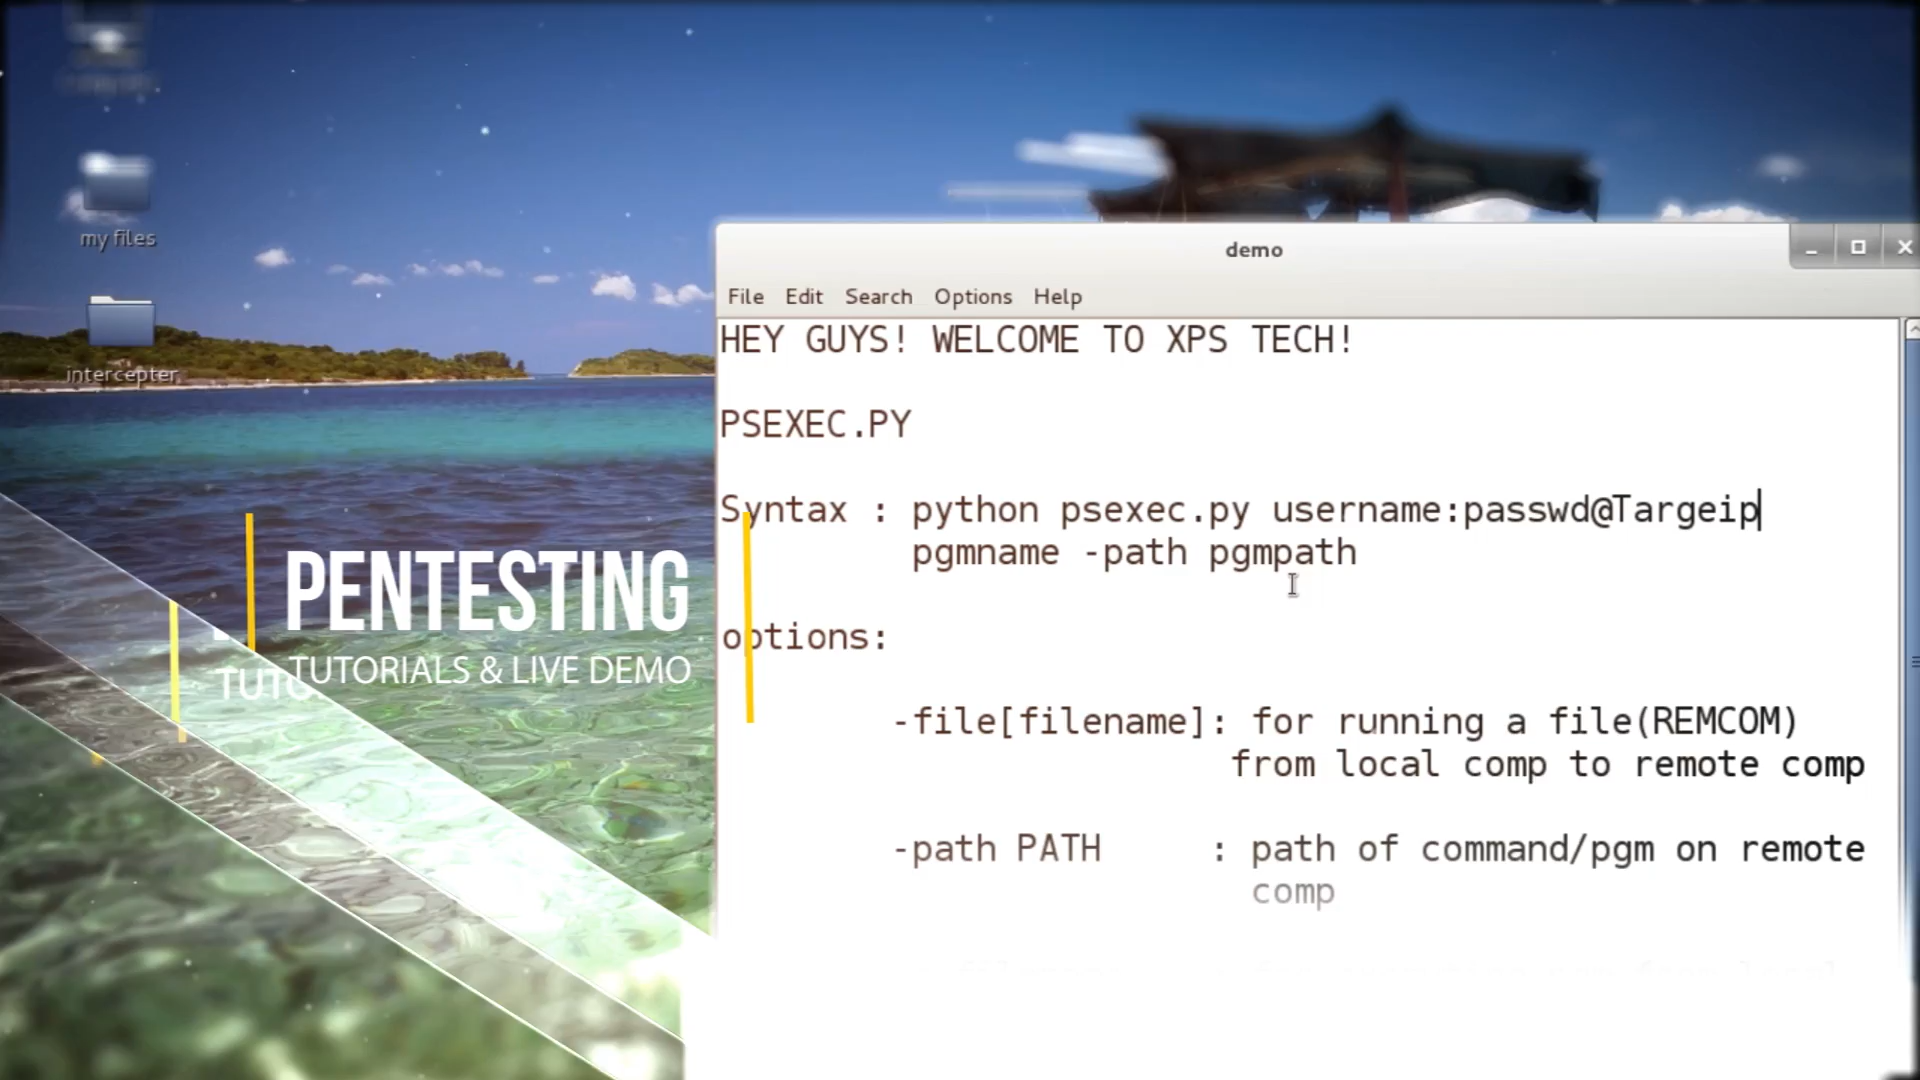 my files
intercepter
PENTESTING
TUTORIALS & LIVE DEMO
TUTO
demo
File Edit Search Options Help
HEY GUYS! WELCOME TO XPS TECH!
PSEXEC.PY
Syntax : python psexec.py username:passwd@Targeip
pgmname -path pgmpath
options:
-file[filename]: for running a file(REMCOM)
from local comp to remote comp
-path PATH : path of command/pgm on remote
comp